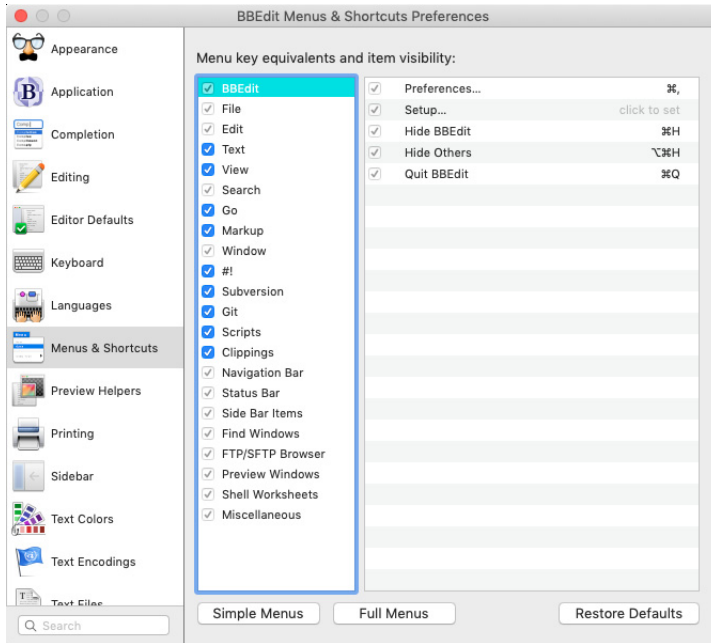 BBEdit Menus & Shortcuts Preferences
Appearance
Application
Completion
Editing
Editor Defaults
Keyboard
Languages
Menus & Shortcuts
Preview Helpers
Printing
Sidebar
Text Colors
Text Encodings
Text Files
Search
Menu key equivalents and item visibility:
BBEdit
File
Edit
Text
View
Search
Go
Markup
Window
#!
Subversion
Git
Scripts
Clippings
Navigation Bar
Status Bar
Side Bar Items
Find Windows
FTP/SFTP Browser
Preview Windows
Shell Worksheets
Miscellaneous
Preferences... ⌘,
Setup... click to set
Hide BBEdit ⌘H
Hide Others ⌥⌘H
Quit BBEdit ⌘Q
Simple Menus
Full Menus
Restore Defaults